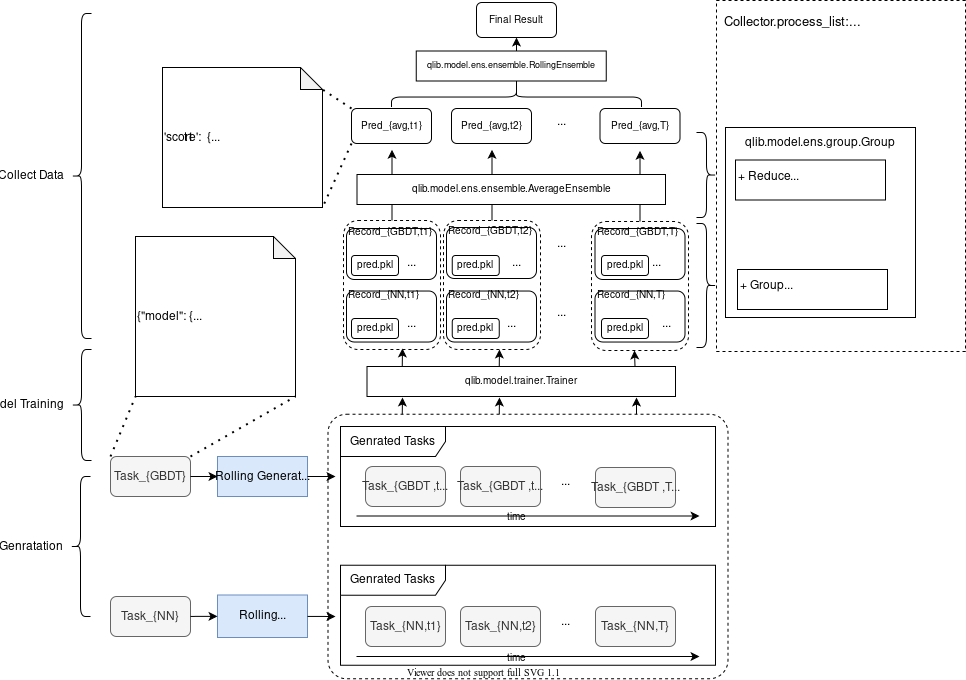 Final Result
qlib.model.ens.ensemble.RollingEnsemble
Collector.process_list:...
Pred_{avg,t1}
Pred_{avg,t2}
...
Pred_{avg,T}
'score': {...
qlib.model.ens.group.Group
+ Reduce...
+ Group...
Collect Data
qlib.model.ens.ensemble.AverageEnsemble
Record_{GBDT,t1}
Record_{GBDT,t2}
...
Record_{GBDT,T}
pred.pkl ...
pred.pkl ...
pred.pkl ...
Record_{NN,t1}
Record_{NN,t2}
...
Record_{NN,T}
pred.pkl ...
pred.pkl ...
pred.pkl ...
{"model": {...
qlib.model.trainer.Trainer
del Training
Genrated Tasks
Task_{GBDT}
Rolling Generat...
Task_{GBDT ,t...
Task_{GBDT ,t...
...
Task_{GBDT ,T...
time
Genratation
Genrated Tasks
Task_{NN}
Rolling...
Task_{NN,t1}
Task_{NN,t2}
...
Task_{NN,T}
time
Viewer does not support full SVG 1.1